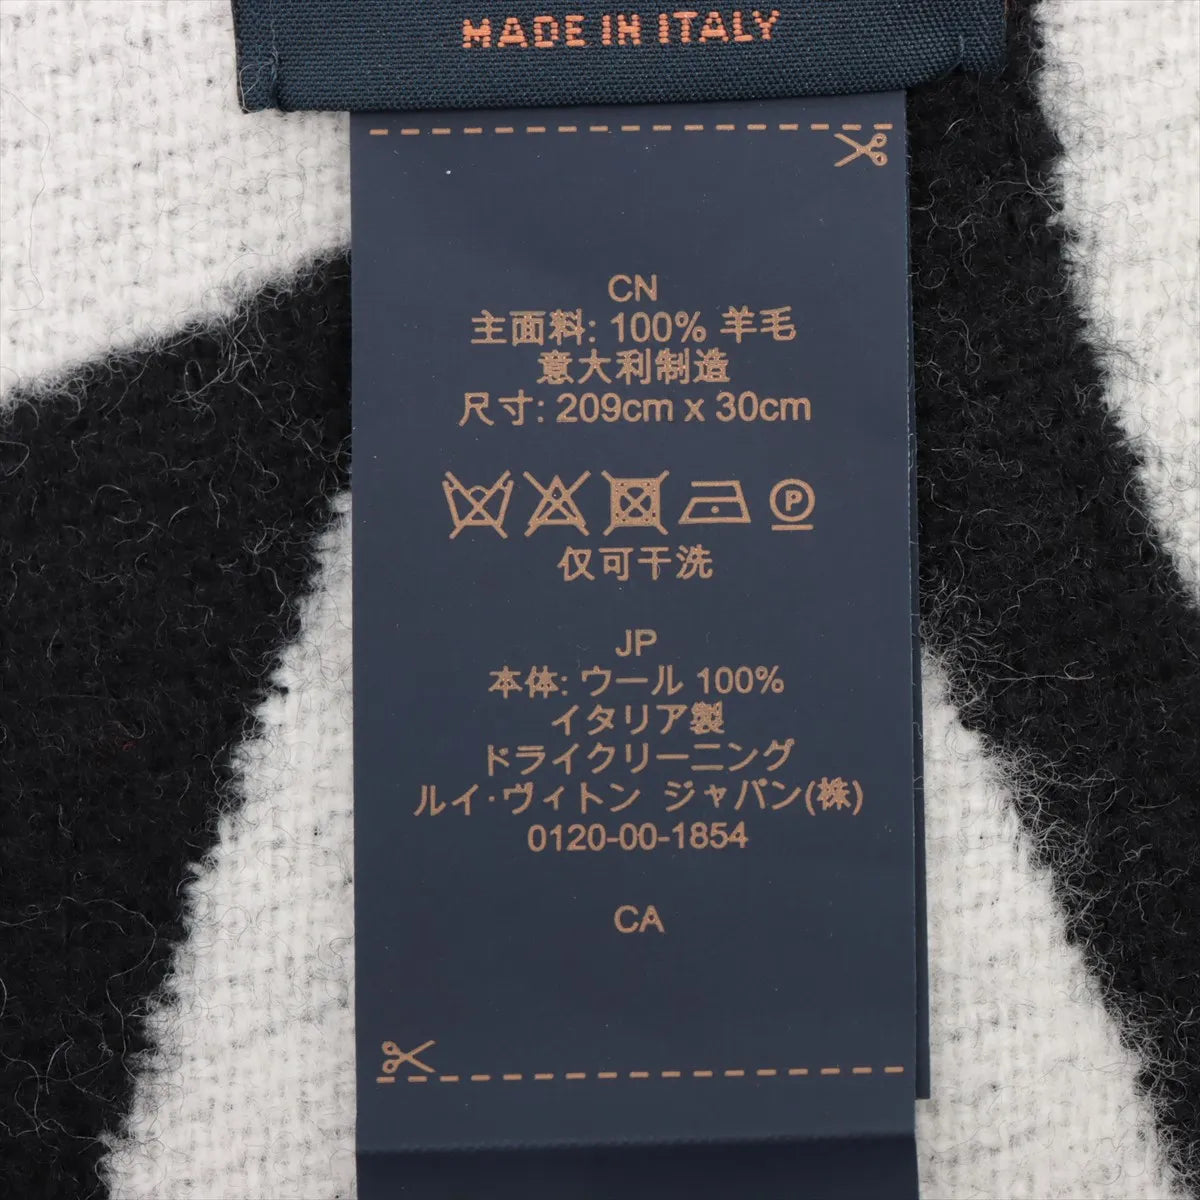 MADE IN ITALY
CN
主面料: 100% 羊毛
意大利制造
尺寸: 209cm x 30cm
P
仅可干洗
JP
本体: ウール 100%
イタリア製
ドライクリーニング
ルイ·ヴィトン ジャパン(株)
0120-00-1854
CA